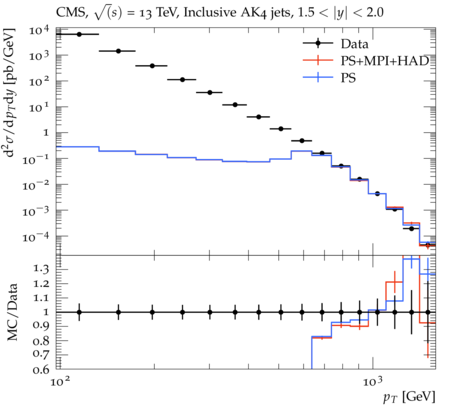 CMS, √(s) = 13 TeV, Inclusive AK4 jets, 1.5 < |y| < 2.0
Data
PS+MPI+HAD
PS
d²σ/dp_T dy [pb/GeV]
10⁴
10³
10²
10¹
1
10⁻¹
10⁻²
10⁻³
10⁻⁴
MC/Data
1.3
1.2
1.1
1
0.9
0.8
0.7
0.6
10²
10³
p_T [GeV]